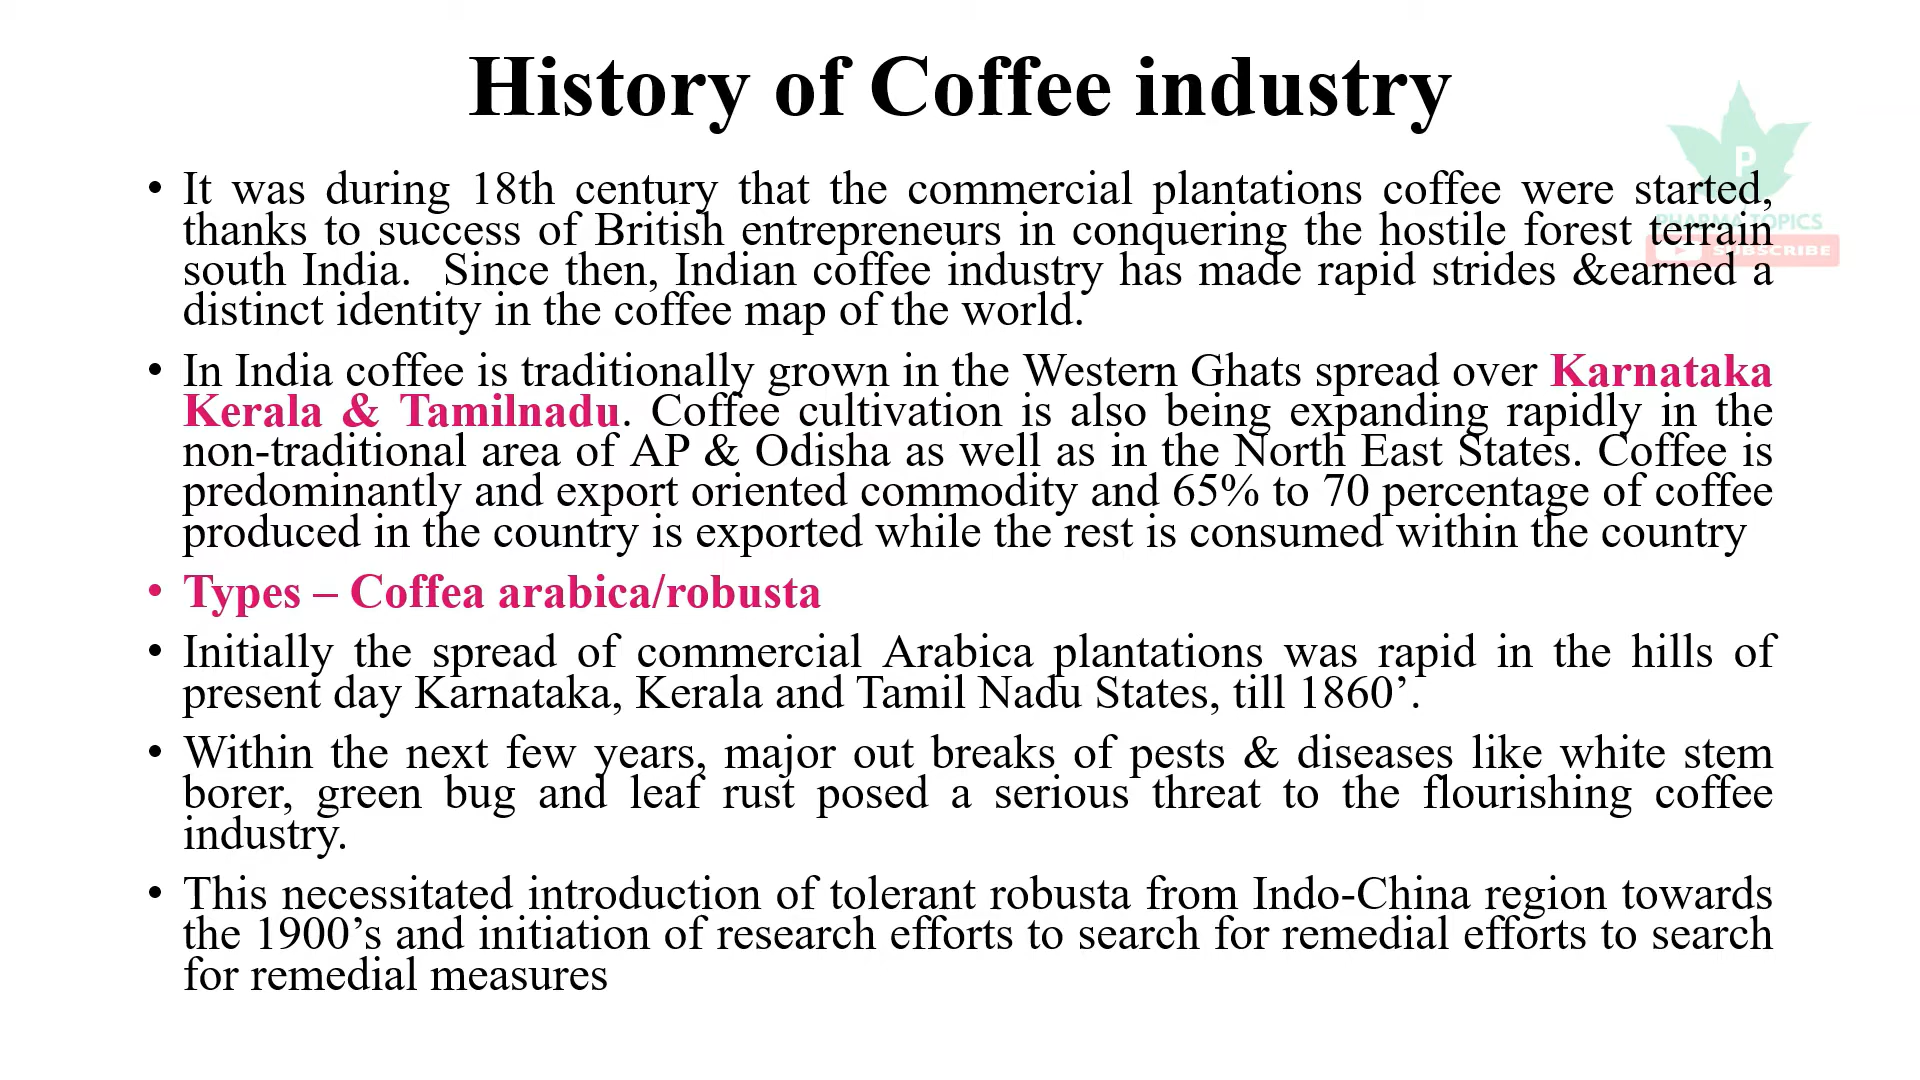 History of Coffee industry
P
PHARMA TOPICS
SUBSCRIBE
• It was during 18th century that the commercial plantations coffee were started,
thanks to success of British entrepreneurs in conquering the hostile forest terrain
south India.  Since then, Indian coffee industry has made rapid strides &earned a
distinct identity in the coffee map of the world.
• In India coffee is traditionally grown in the Western Ghats spread over Karnataka
Kerala & Tamilnadu. Coffee cultivation is also being expanding rapidly in the
non-traditional area of AP & Odisha as well as in the North East States. Coffee is
predominantly and export oriented commodity and 65% to 70 percentage of coffee
produced in the country is exported while the rest is consumed within the country
• Types – Coffea arabica/robusta
• Initially the spread of commercial Arabica plantations was rapid in the hills of
present day Karnataka, Kerala and Tamil Nadu States, till 1860’.
• Within the next few years, major out breaks of pests & diseases like white stem
borer, green bug and leaf rust posed a serious threat to the flourishing coffee
industry.
• This necessitated introduction of tolerant robusta from Indo-China region towards
the 1900’s and initiation of research efforts to search for remedial efforts to search
for remedial measures